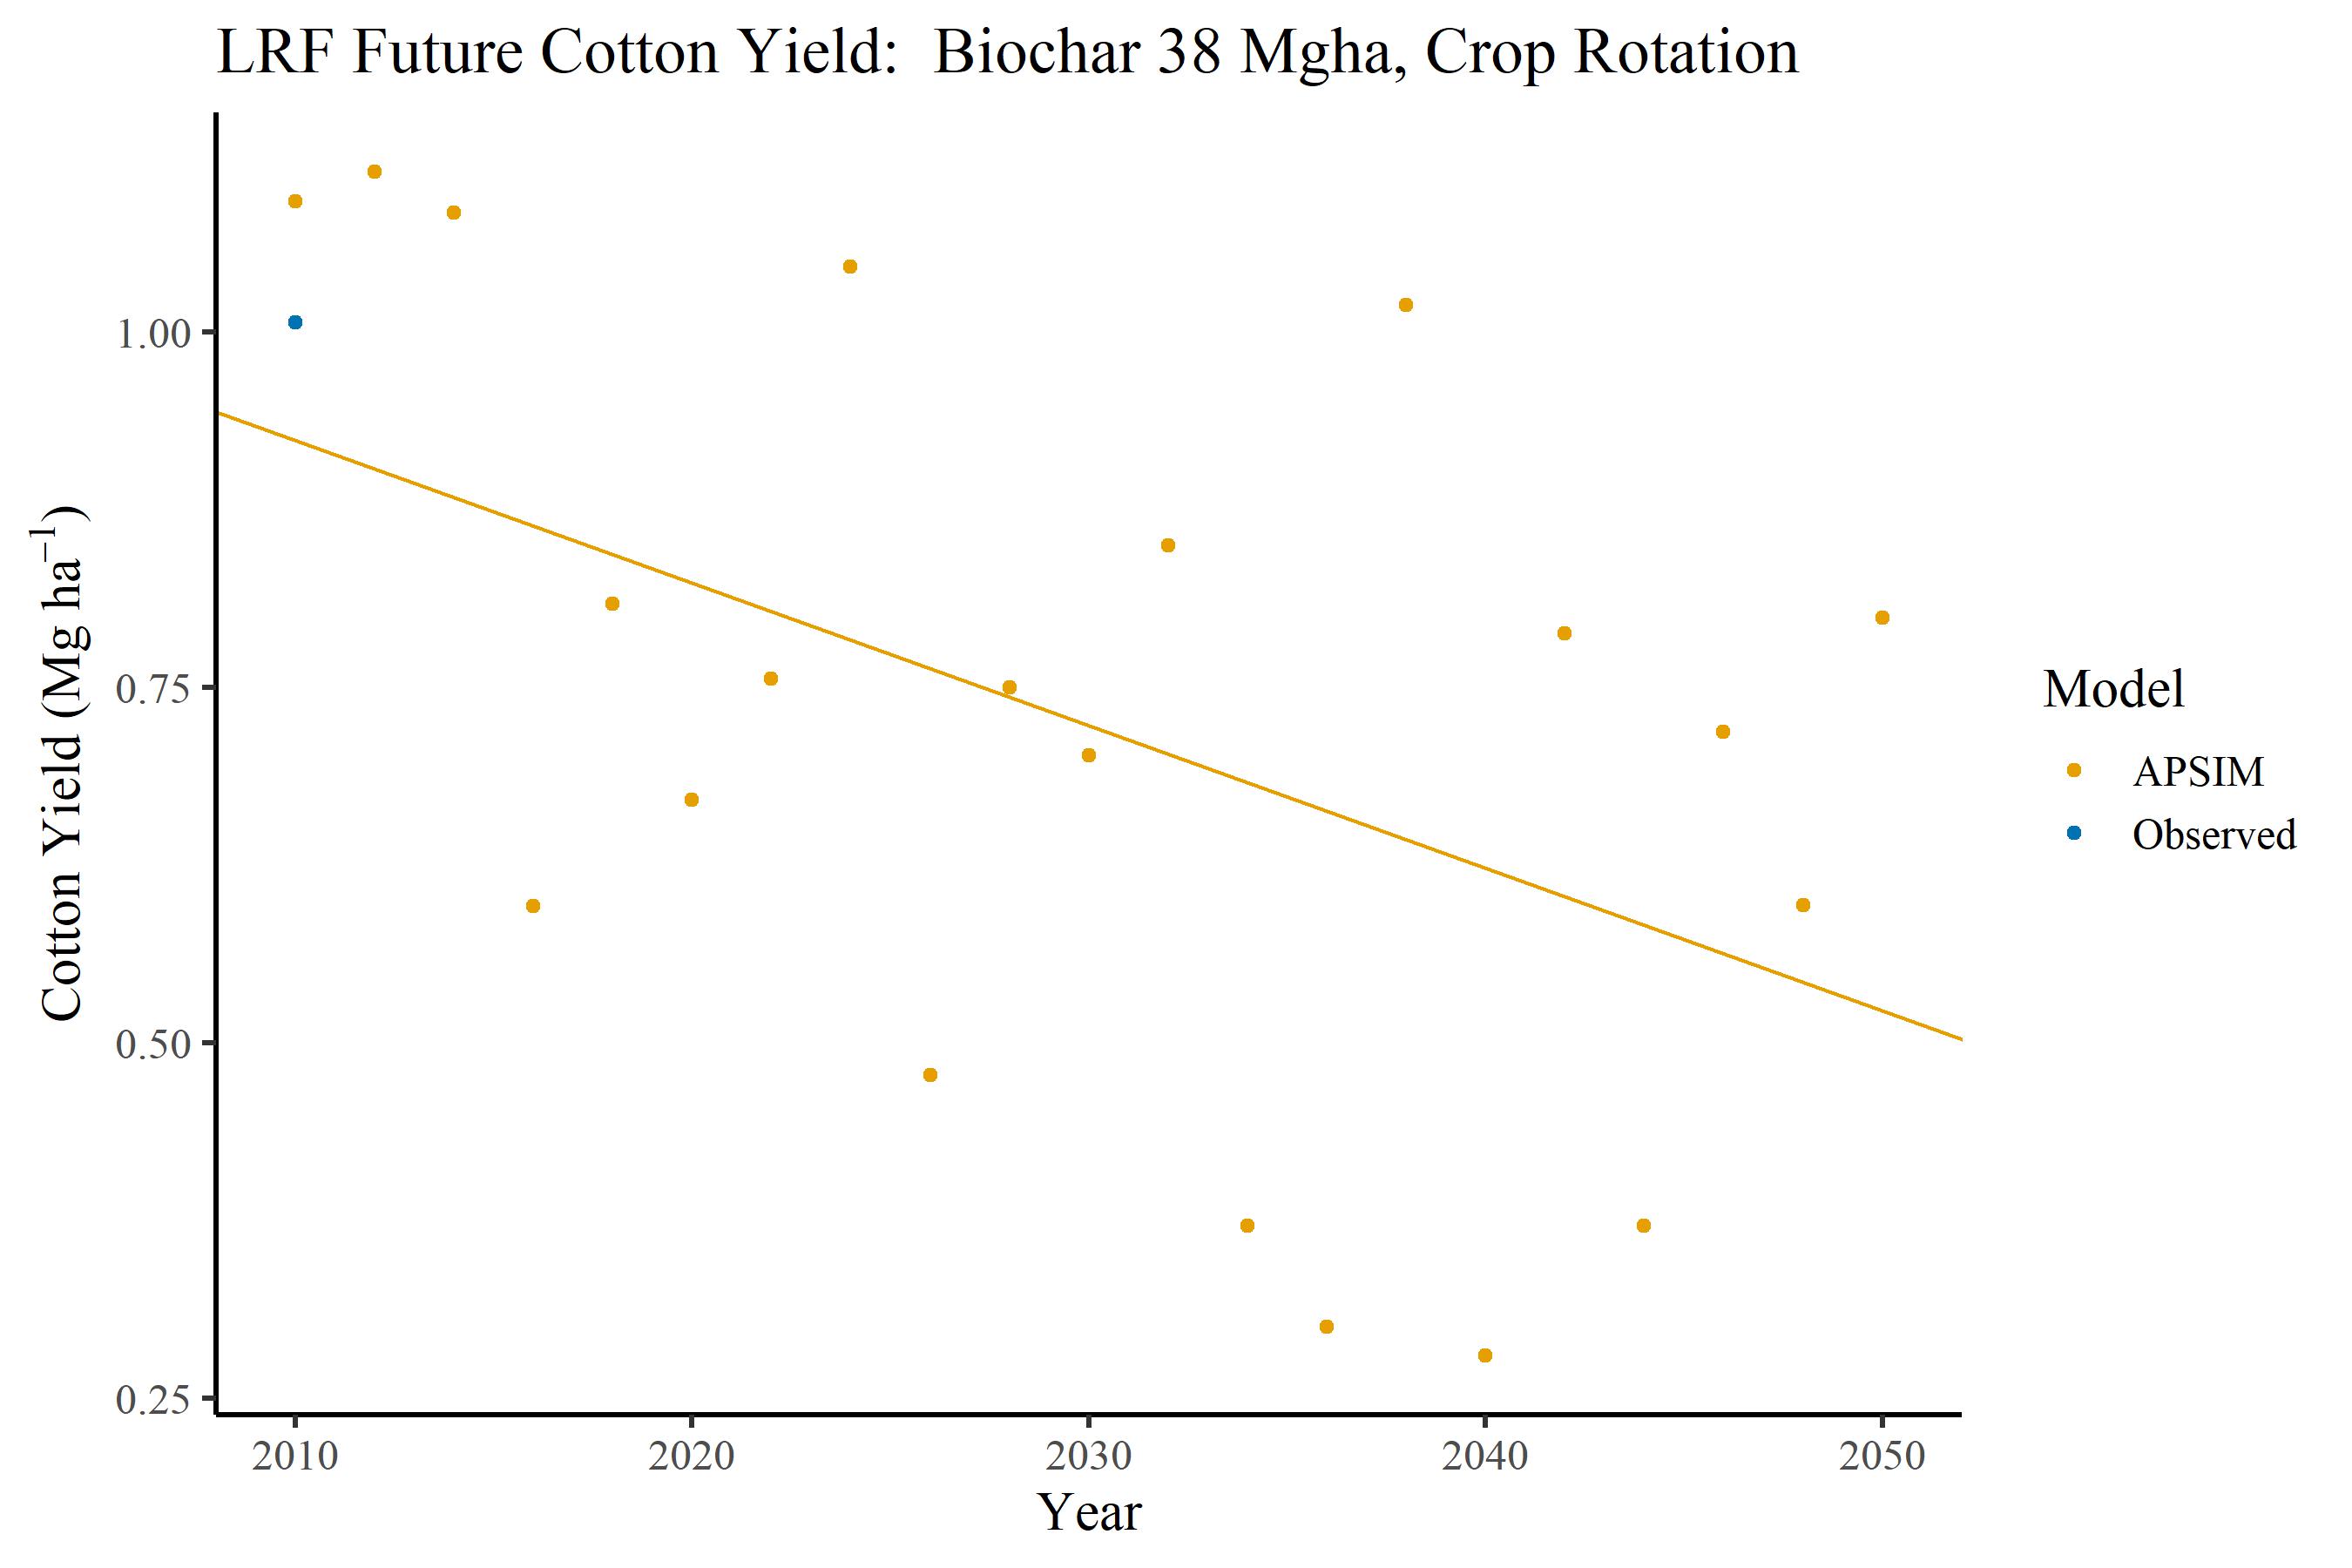 LRF Future Cotton Yield:  Biochar 38 Mgha, Crop Rotation
Cotton Yield (Mg ha⁻¹)
1.00
0.75
0.50
0.25
2010 2020 2030 2040 2050
Year
Model
APSIM
Observed